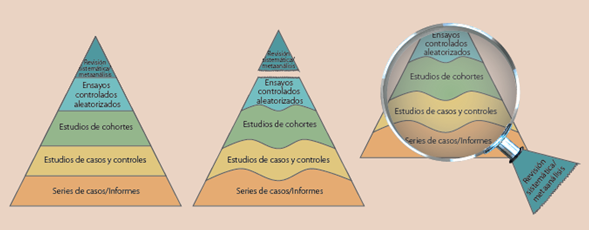 Revisión
sistemática/
metaanálisis
Ensayos
controlados
aleatorizados
Estudios de cohortes
Estudios de casos y controles
Series de casos/Informes
Revisión
sistemática/
metaanálisis
Ensayos
controlados
aleatorizados
Estudios de cohortes
Estudios de casos y controles
Series de casos/Informes
Ensayos
controlados
aleatorizados
Estudios de cohortes
Estudios de casos y controles
Series de casos/Informes
Revisión
sistemática/
metaanálisis